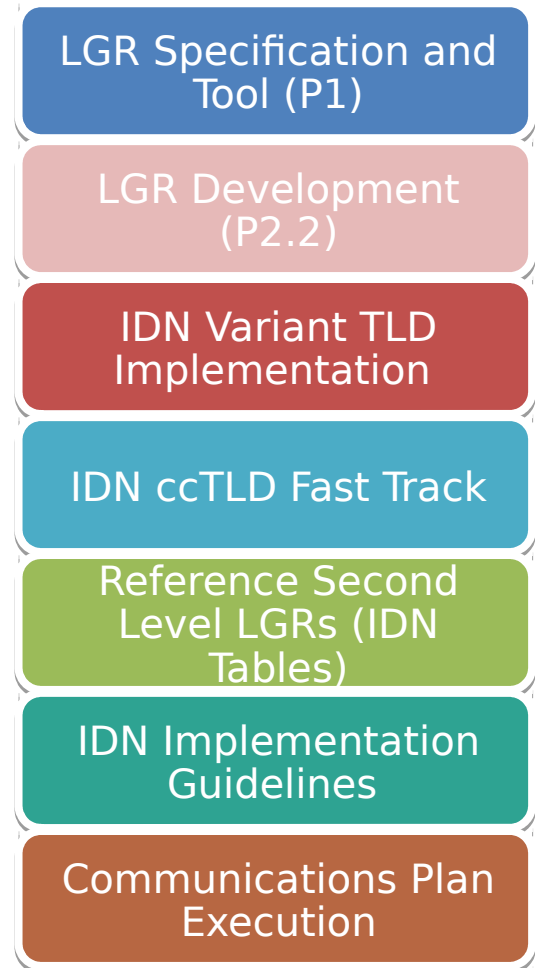 LGR Specification and
Tool (P1)
LGR Development
(P2.2)
IDN Variant TLD
Implementation
IDN ccTLD Fast Track
Reference Second
Level LGRs (IDN
Tables)
IDN Implementation
Guidelines
Communications Plan
Execution